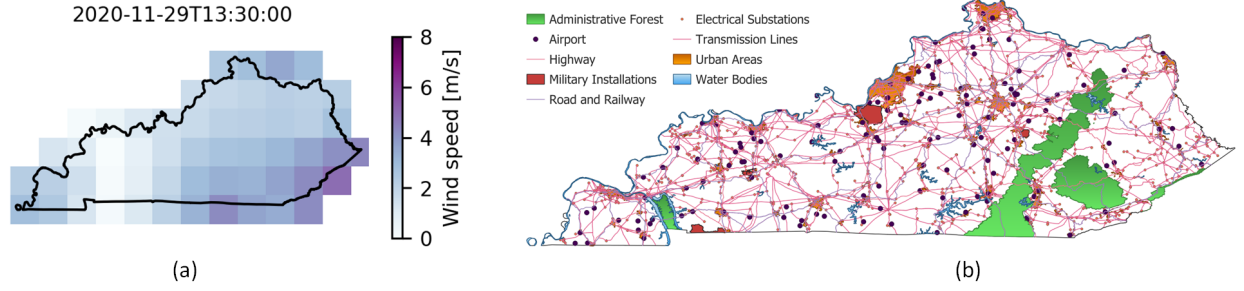 2020-11-29T13:30:00
8
6
4
2
0
Wind speed [m/s]
(a)
Administrative Forest
Airport
Highway
Military Installations
Road and Railway
Electrical Substations
Transmission Lines
Urban Areas
Water Bodies
(b)